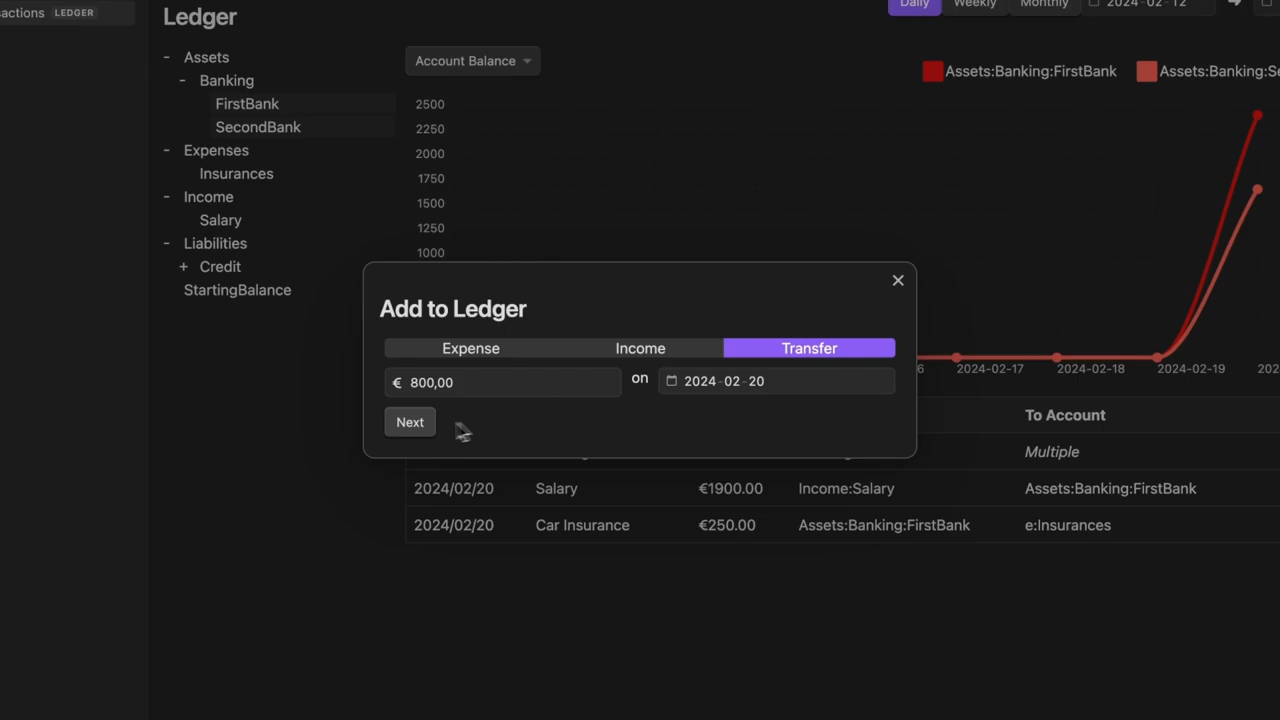 sactions LEDGER
Ledger
Daily Weekly Monthly 2024-02-12
- Assets
- Banking
FirstBank
SecondBank
- Expenses
Insurances
- Income
Salary
- Liabilities
+ Credit
StartingBalance
Account Balance
Assets:Banking:FirstBank Assets:Banking:Se
2500
2250
2000
1750
1500
1250
1000
Add to Ledger
Expense Income Transfer
€ 800,00 on 2024-02-20
Next
6 2024-02-17 2024-02-18 2024-02-19 202
To Account
Multiple
2024/02/20 Salary €1900.00 Income:Salary Assets:Banking:FirstBank
2024/02/20 Car Insurance €250.00 Assets:Banking:FirstBank e:Insurances